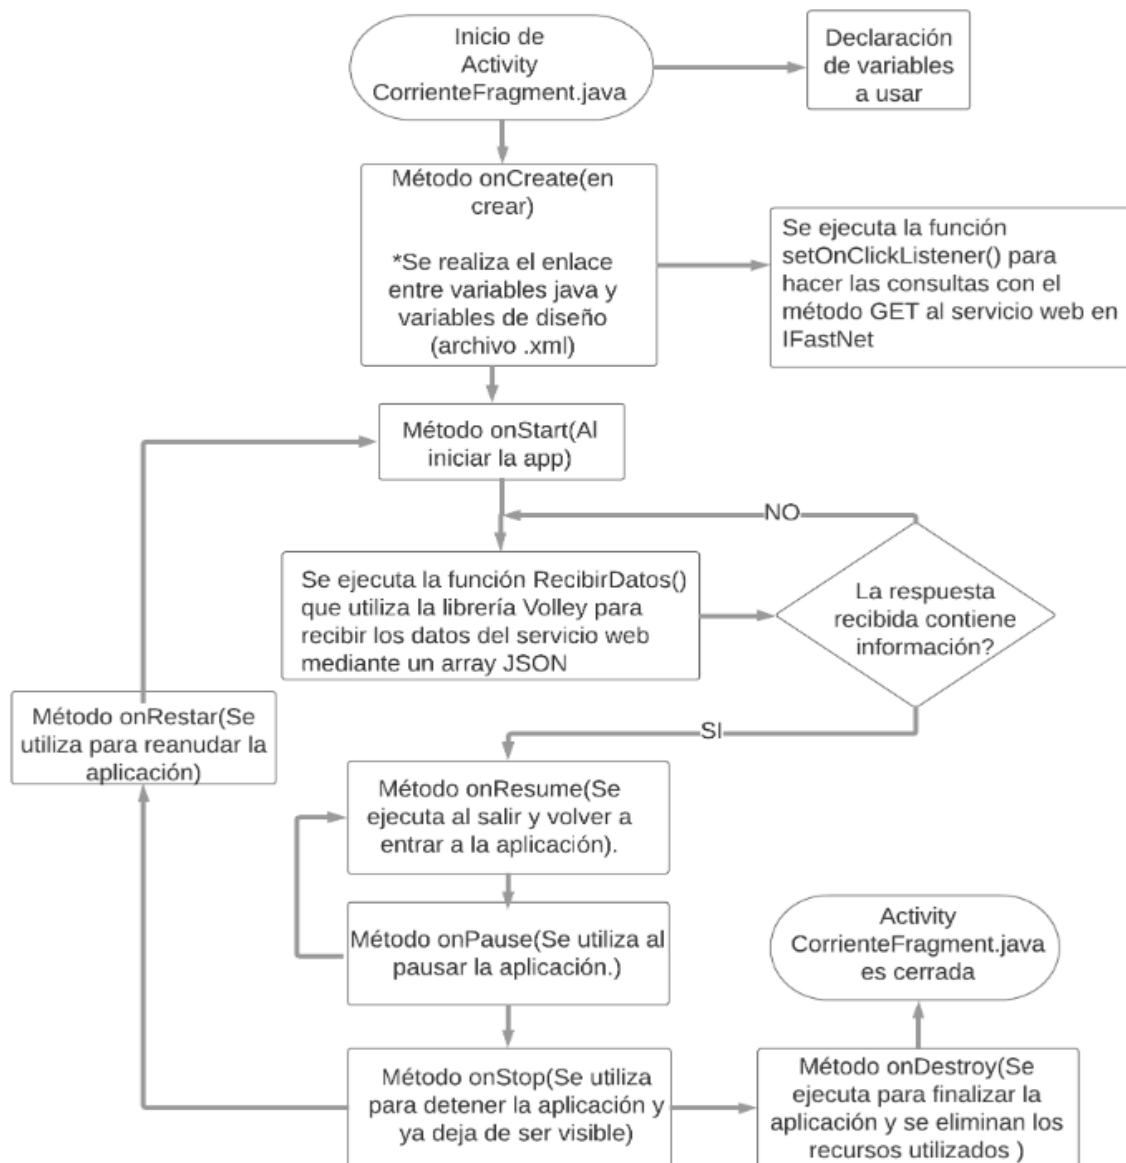 Inicio de
Activity
CorrienteFragment.java
Declaración
de variables
a usar
Método onCreate(en
crear)
*Se realiza el enlace
entre variables java y
variables de diseño
(archivo .xml)
Se ejecuta la función
setOnClickListener() para
hacer las consultas con el
método GET al servicio web en
IFastNet
Método onStart(Al
iniciar la app)
NO
Se ejecuta la función RecibirDatos()
que utiliza la librería Volley para
recibir los datos del servicio web
mediante un array JSON
La respuesta
recibida contiene
información?
Método onRestar(Se
utiliza para reanudar la
aplicación)
SI
Método onResume(Se
ejecuta al salir y volver a
entrar a la aplicación).
Método onPause(Se utiliza al
pausar la aplicación.)
Activity
CorrienteFragment.java
es cerrada
Método onStop(Se utiliza
para detener la aplicación y
ya deja de ser visible)
Método onDestroy(Se
ejecuta para finalizar la
aplicación y se eliminan los
recursos utilizados )